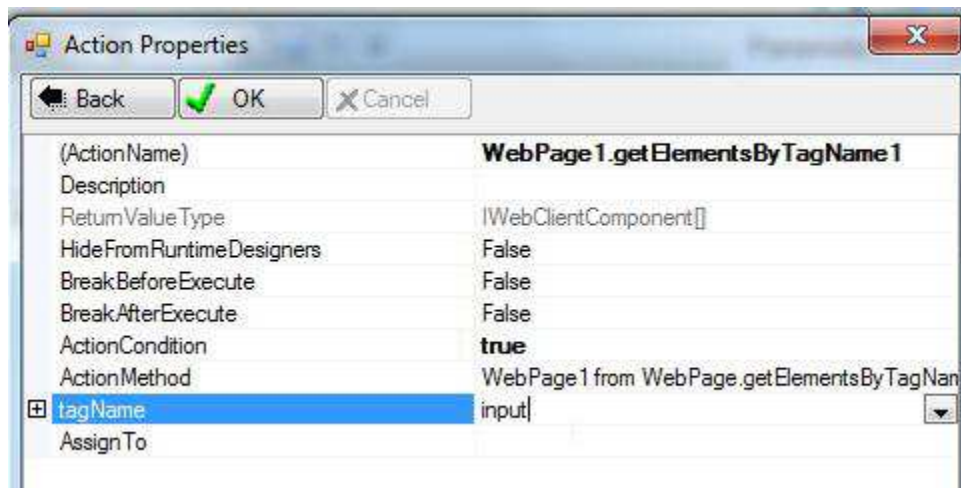 Action Properties
Back OK Cancel
(ActionName) WebPage1.getElementsByTagName1
Description
ReturnValueType IWebClientComponent[]
HideFromRuntimeDesigners False
BreakBeforeExecute False
BreakAfterExecute False
ActionCondition true
ActionMethod WebPage1 from WebPage.getElementsByTagNam
tagName input
AssignTo